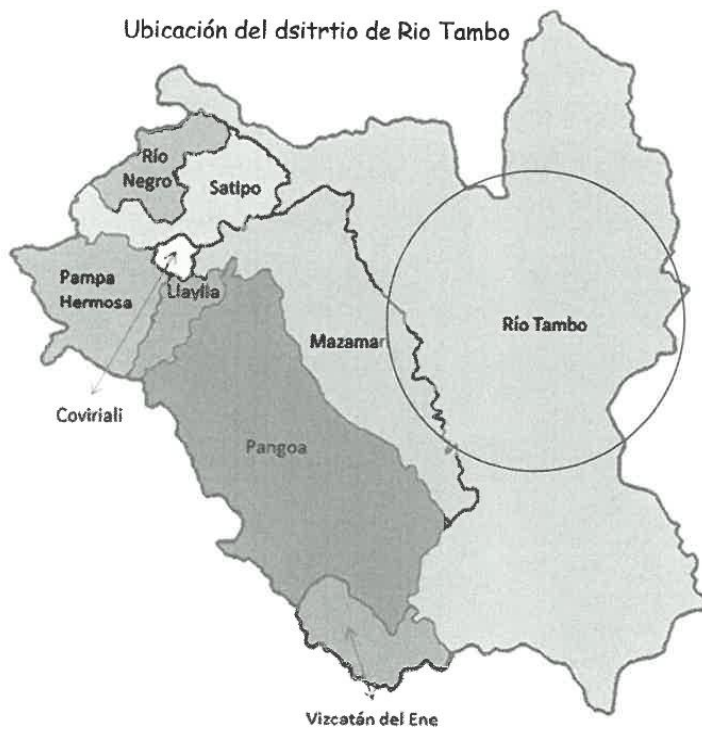 Ubicación del dsitrtio de Rio Tambo
Río
Negro
Satipo
Pampa
Hermosa
Llaylla
Mazamari
Río Tambo
Coviriali
Pangoa
Vizcatán del Ene